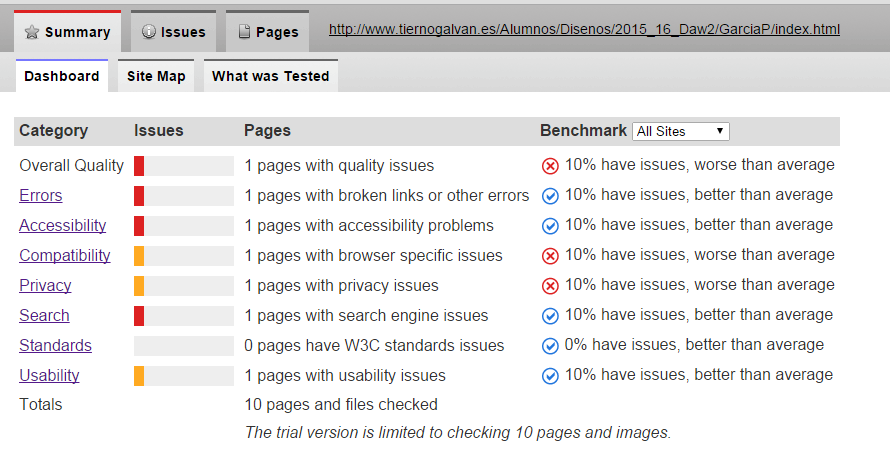 Summary Issues Pages http://www.tiernogalvan.es/Alumnos/Disenos/2015_16_Daw2/GarciaP/index.html
Dashboard Site Map What was Tested
Category Issues Pages Benchmark All Sites
Overall Quality 1 pages with quality issues 10% have issues, worse than average
Errors 1 pages with broken links or other errors 10% have issues, better than average
Accessibility 1 pages with accessibility problems 10% have issues, better than average
Compatibility 1 pages with browser specific issues 10% have issues, worse than average
Privacy 1 pages with privacy issues 10% have issues, worse than average
Search 1 pages with search engine issues 10% have issues, better than average
Standards 0 pages have W3C standards issues 0% have issues, better than average
Usability 1 pages with usability issues 10% have issues, better than average
Totals 10 pages and files checked
The trial version is limited to checking 10 pages and images.